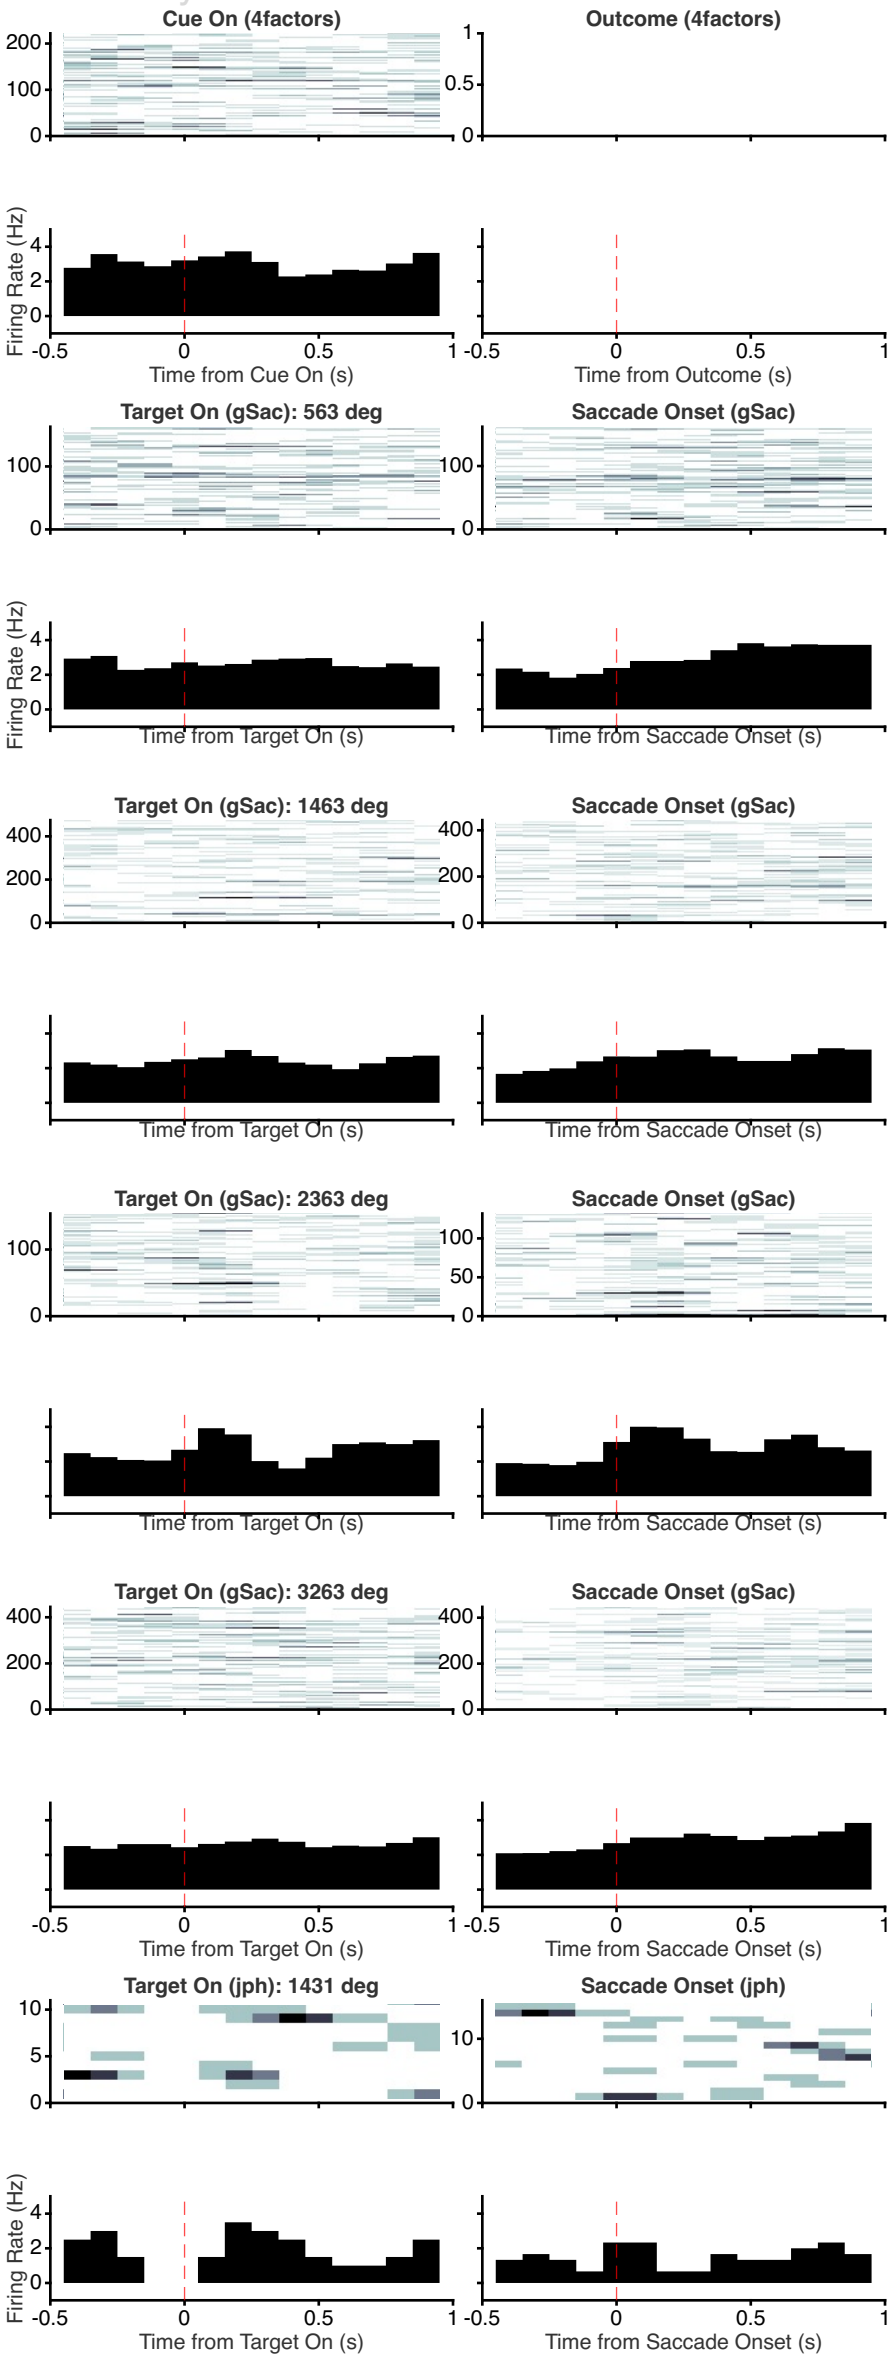 Cue On (4factors) Outcome (4factors)
200 1
100 0.5
0 0
Firing Rate (Hz)
4
2
0
-0.5 0 0.5 1 -0.5 0 0.5 1
Time from Cue On (s) Time from Outcome (s)
Target On (gSac): 563 deg Saccade Onset (gSac)
100 100
0 0
Firing Rate (Hz)
4
2
0
Time from Target On (s) Time from Saccade Onset (s)
Target On (gSac): 1463 deg Saccade Onset (gSac)
400 400
200 200
0 0
Time from Target On (s) Time from Saccade Onset (s)
Target On (gSac): 2363 deg Saccade Onset (gSac)
100 100
50
0 0
Time from Target On (s) Time from Saccade Onset (s)
Target On (gSac): 3263 deg Saccade Onset (gSac)
400 400
200 200
0 0
-0.5 0 0.5 1 -0.5 0 0.5 1
Time from Target On (s) Time from Saccade Onset (s)
Target On (jph): 1431 deg Saccade Onset (jph)
10 10
5
0 0
Firing Rate (Hz)
4
2
0
-0.5 0 0.5 1 -0.5 0 0.5 1
Time from Target On (s) Time from Saccade Onset (s)